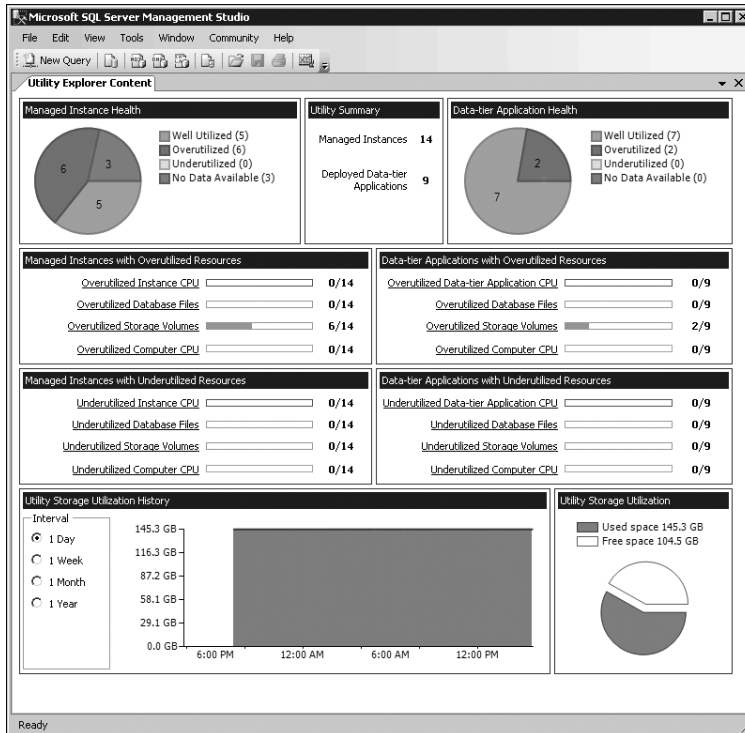 Microsoft SQL Server Management Studio
File Edit View Tools Window Community Help
New Query
Utility Explorer Content
Managed Instance Health
6
3
5
Well Utilized (5)
Overutilized (6)
Underutilized (0)
No Data Available (3)
Utility Summary
Managed Instances 14
Deployed Data-tier
Applications 9
Data-tier Application Health
2
7
Well Utilized (7)
Overutilized (2)
Underutilized (0)
No Data Available (0)
Managed Instances with Overutilized Resources
Overutilized Instance CPU 0/14
Overutilized Database Files 0/14
Overutilized Storage Volumes 6/14
Overutilized Computer CPU 0/14
Data-tier Applications with Overutilized Resources
Overutilized Data-tier Application CPU 0/9
Overutilized Database Files 0/9
Overutilized Storage Volumes 2/9
Overutilized Computer CPU 0/9
Managed Instances with Underutilized Resources
Underutilized Instance CPU 0/14
Underutilized Database Files 0/14
Underutilized Storage Volumes 0/14
Underutilized Computer CPU 0/14
Data-tier Applications with Underutilized Resources
Underutilized Data-tier Application CPU 0/9
Underutilized Database Files 0/9
Underutilized Storage Volumes 0/9
Underutilized Computer CPU 0/9
Utility Storage Utilization History
Interval
1 Day
1 Week
1 Month
1 Year
145.3 GB
116.3 GB
87.2 GB
58.1 GB
29.1 GB
0.0 GB
6:00 PM 12:00 AM 6:00 AM 12:00 PM
Utility Storage Utilization
Used space 145.3 GB
Free space 104.5 GB
Ready